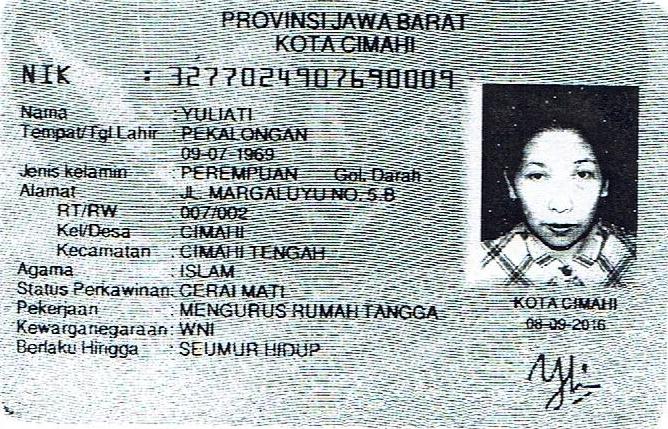 PROVINSI JAWA BARAT
KOTA CIMAHI
NIK : 3277024907690009
Nama : YULIATI
Tempat/Tgl Lahir : PEKALONGAN
09-07-1969
Jenis kelamin : PEREMPUAN Gol. Darah :
Alamat : JL. MARGALUYU NO. 5.B
RT/RW : 007/002
Kel/Desa : CIMAHI
Kecamatan : CIMAHI TENGAH
Agama : ISLAM
Status Perkawinan: CERAI MATI
Pekerjaan : MENGURUS RUMAH TANGGA
Kewarganegaraan : WNI
Berlaku Hingga : SEUMUR HIDUP
KOTA CIMAHI
08-09-2016